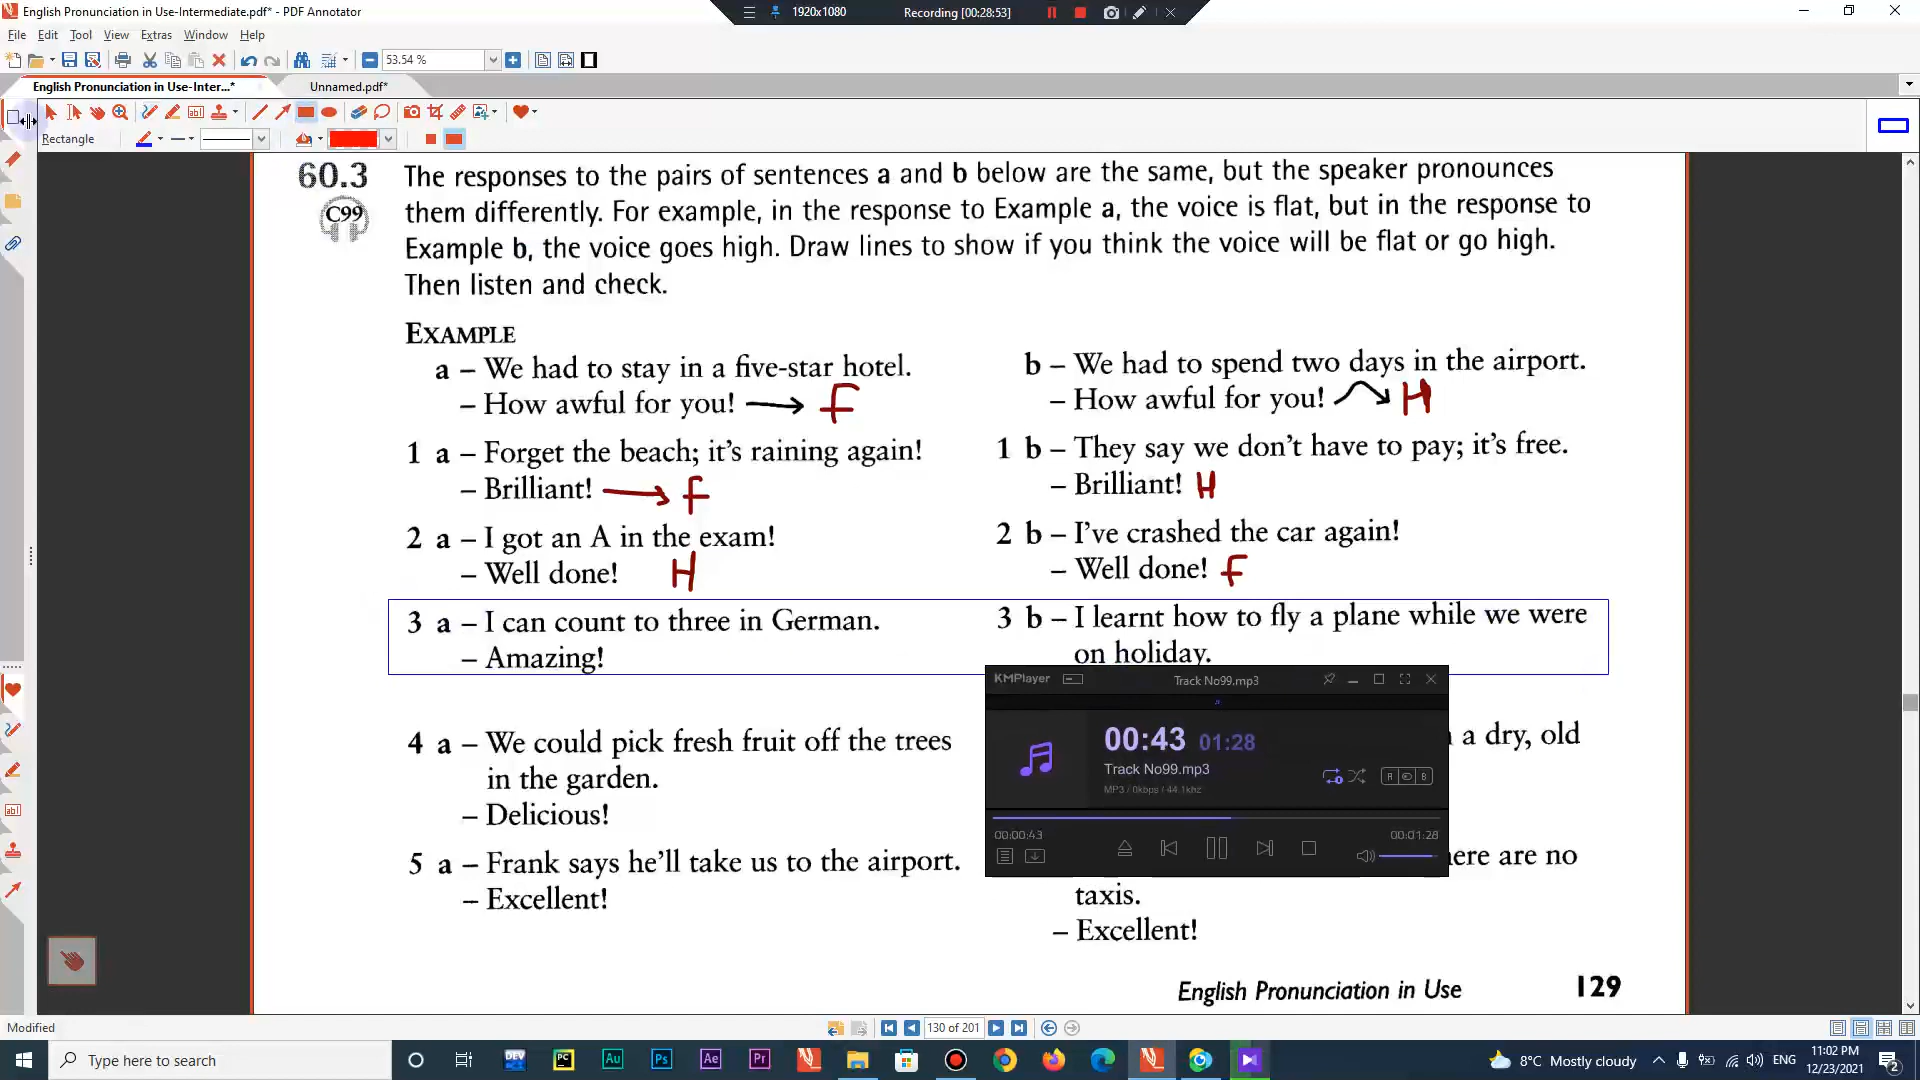 English Pronunciation in Use-Intermediate.pdf* - PDF Annotator
1920x1080
Recording [00:28:53]
File Edit Tool View Extras Window Help
53.54 %
English Pronunciation in Use-Inter...*
Unnamed.pdf*
Rectangle
60.3
C99
The responses to the pairs of sentences a and b below are the same, but the speaker pronounces
them differently. For example, in the response to Example a, the voice is flat, but in the response to
Example b, the voice goes high. Draw lines to show if you think the voice will be flat or go high.
Then listen and check.
EXAMPLE
a – We had to stay in a five-star hotel.
– How awful for you! F
b – We had to spend two days in the airport.
– How awful for you! H
1 a – Forget the beach; it's raining again!
– Brilliant! F
1 b – They say we don't have to pay; it's free.
– Brilliant! H
2 a – I got an A in the exam!
– Well done! H
2 b – I've crashed the car again!
– Well done! F
3 a – I can count to three in German.
– Amazing!
3 b – I learnt how to fly a plane while we were
on holiday.
4 a – We could pick fresh fruit off the trees
in the garden.
– Delicious!
a dry, old
5 a – Frank says he'll take us to the airport.
– Excellent!
here are no
taxis.
– Excellent!
KMPlayer
Track No99.mp3
00:43 01:28
Track No99.mp3
MP3 / 0kbps / 44.1khz
A B
00:00:43
00:01:28
English Pronunciation in Use 129
Modified
130 of 201
Type here to search
DEV
PC
Au
Ps
Ae
Pr
8°C Mostly cloudy
ENG
11:02 PM
12/23/2021
2